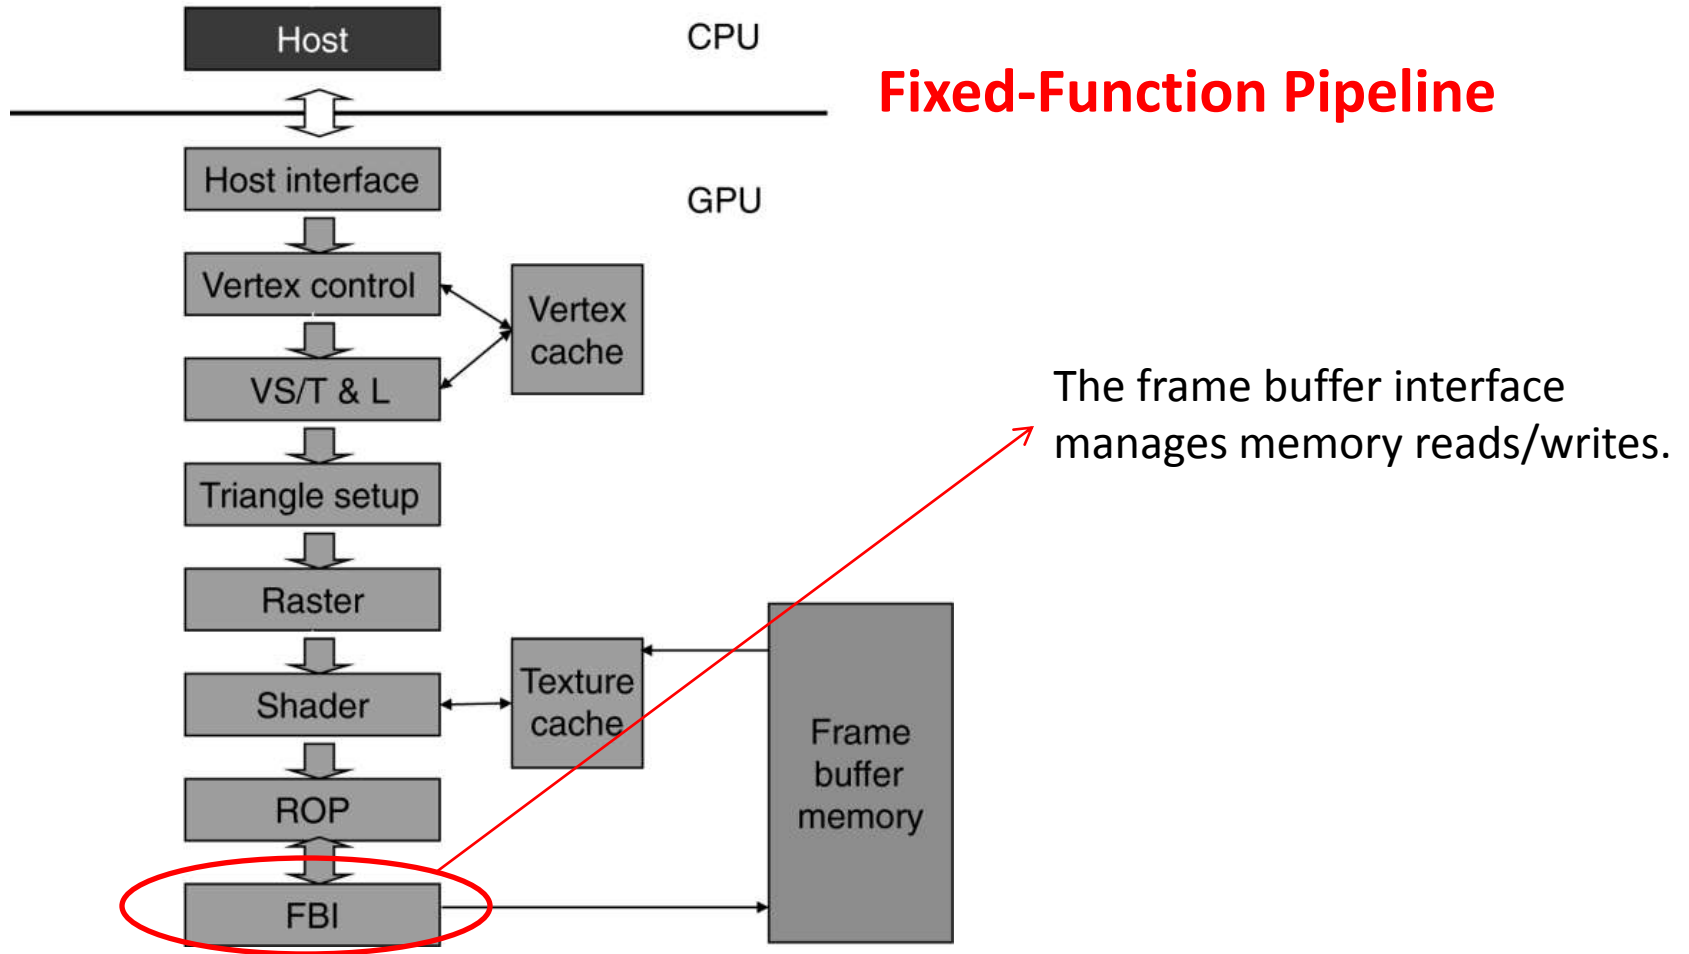 Host
CPU
Fixed-Function Pipeline
Host interface
GPU
Vertex control
Vertex
cache
VS/T & L
The frame buffer interface
manages memory reads/writes.
Triangle setup
Raster
Shader
Texture
cache
Frame
buffer
memory
ROP
FBI